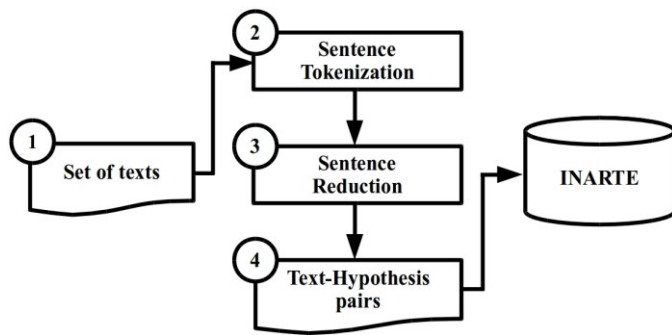 1
Set of texts
2
Sentence
Tokenization
3
Sentence
Reduction
4
Text-Hypothesis
pairs
INARTE